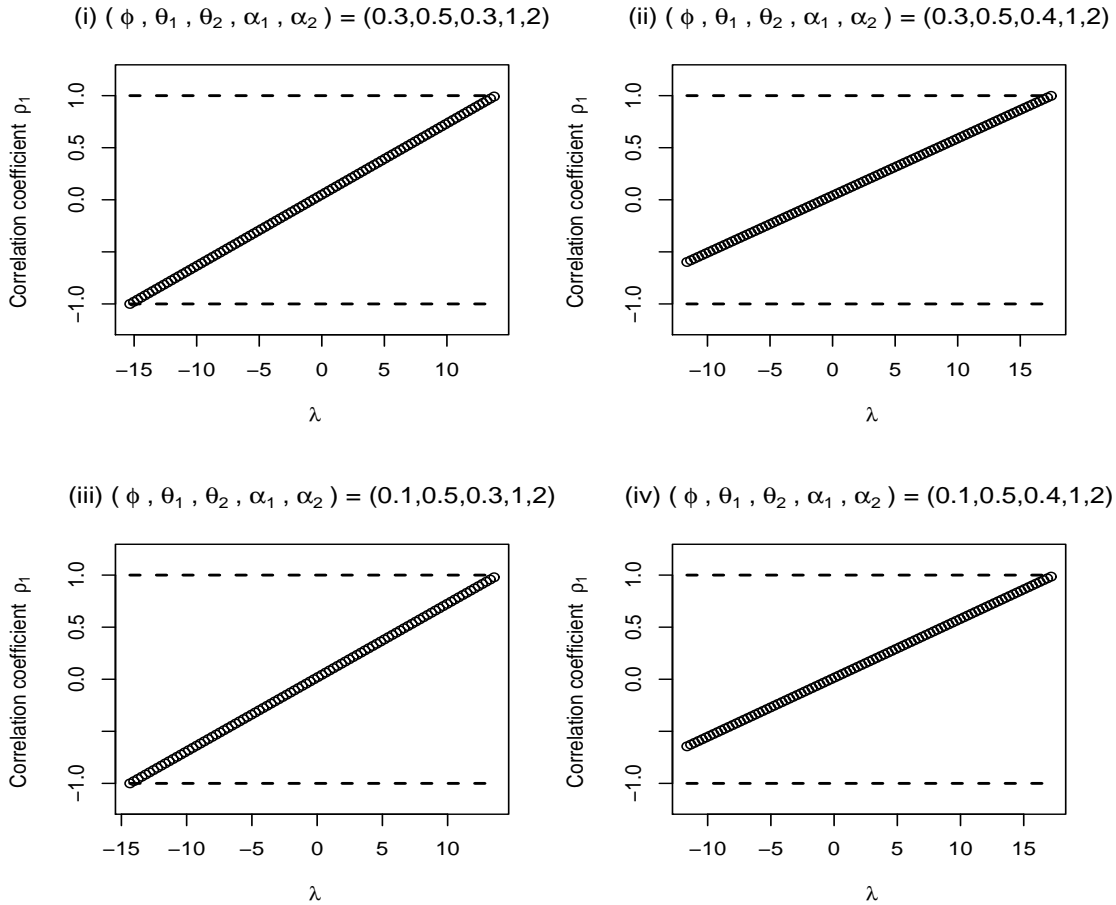 (i) ( ϕ , θ₁ , θ₂ , α₁ , α₂ ) = (0.3,0.5,0.3,1,2)
Correlation coefficient ρ₁
1.0
0.5
0.0
−1.0
−15 −10 −5 0 5 10
λ
(ii) ( ϕ , θ₁ , θ₂ , α₁ , α₂ ) = (0.3,0.5,0.4,1,2)
Correlation coefficient ρ₁
1.0
0.5
0.0
−1.0
−10 −5 0 5 10 15
λ
(iii) ( ϕ , θ₁ , θ₂ , α₁ , α₂ ) = (0.1,0.5,0.3,1,2)
Correlation coefficient ρ₁
1.0
0.5
0.0
−1.0
−15 −10 −5 0 5 10
λ
(iv) ( ϕ , θ₁ , θ₂ , α₁ , α₂ ) = (0.1,0.5,0.4,1,2)
Correlation coefficient ρ₁
1.0
0.5
0.0
−1.0
−10 −5 0 5 10 15
λ